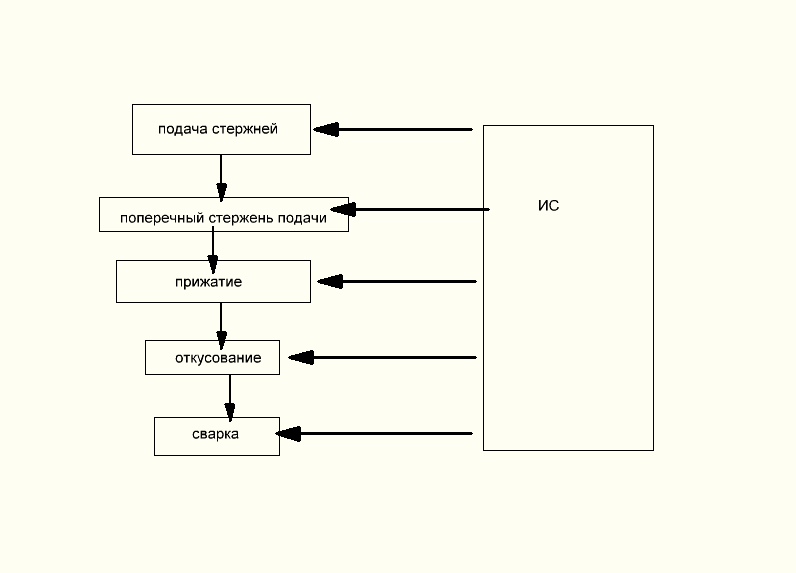 подача стержней
поперечный стержень подачи
ИС
прижатие
откусование
сварка